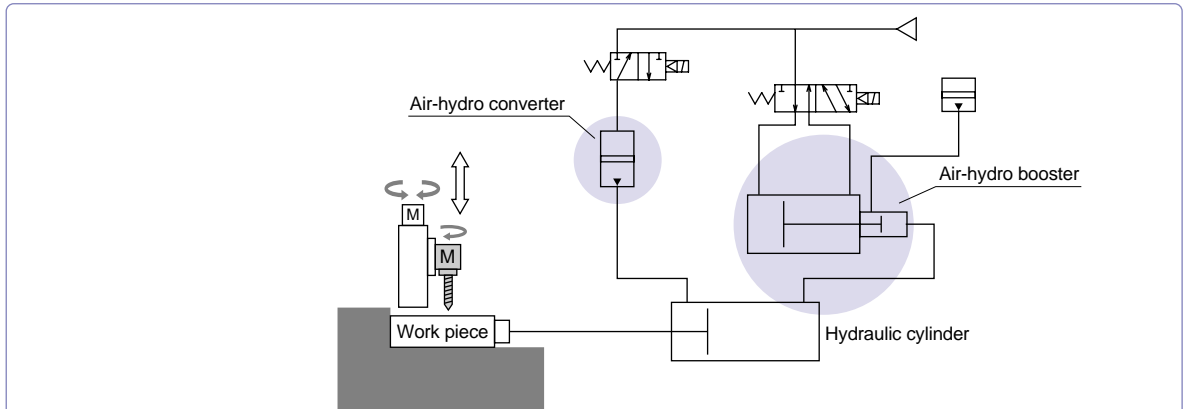 Air-hydro converter
Air-hydro booster
M
M
Work piece
Hydraulic cylinder